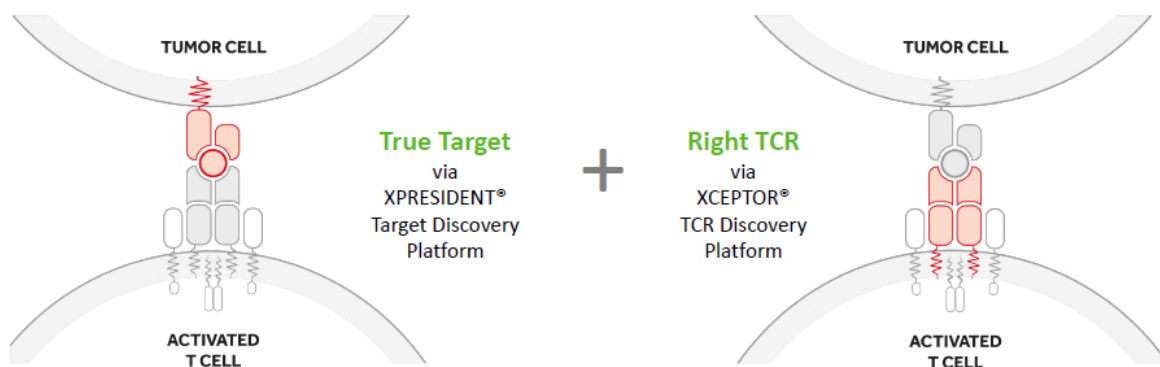 TUMOR CELL
True Target
via
XPRESIDENT®
Target Discovery
Platform
ACTIVATED
T CELL
+
TUMOR CELL
Right TCR
via
XCEPTOR®
TCR Discovery
Platform
ACTIVATED
T CELL